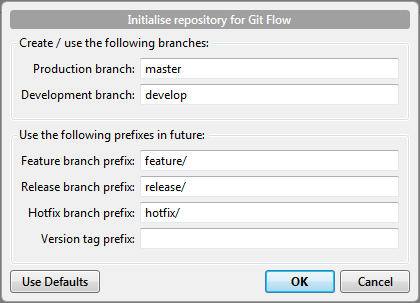 Initialise repository for Git Flow
Create / use the following branches:
Production branch: master
Development branch: develop
Use the following prefixes in future:
Feature branch prefix: feature/
Release branch prefix: release/
Hotfix branch prefix: hotfix/
Version tag prefix:
Use Defaults OK Cancel